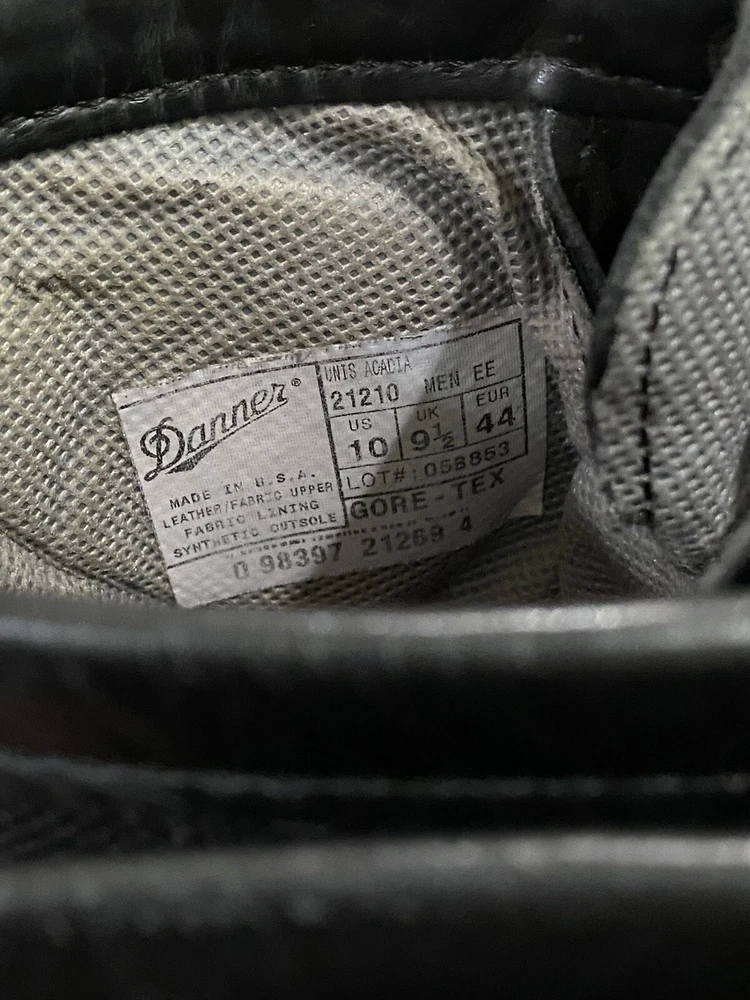 Danner®
MADE IN U.S.A.
LEATHER/FABRIC UPPER
FABRIC LINING
SYNTHETIC OUTSOLE
UNIS ACADIA
21210 MEN EE
US 10
UK 9½
EUR 44
LOT#:058853
GORE-TEX
0 98397 21269 4